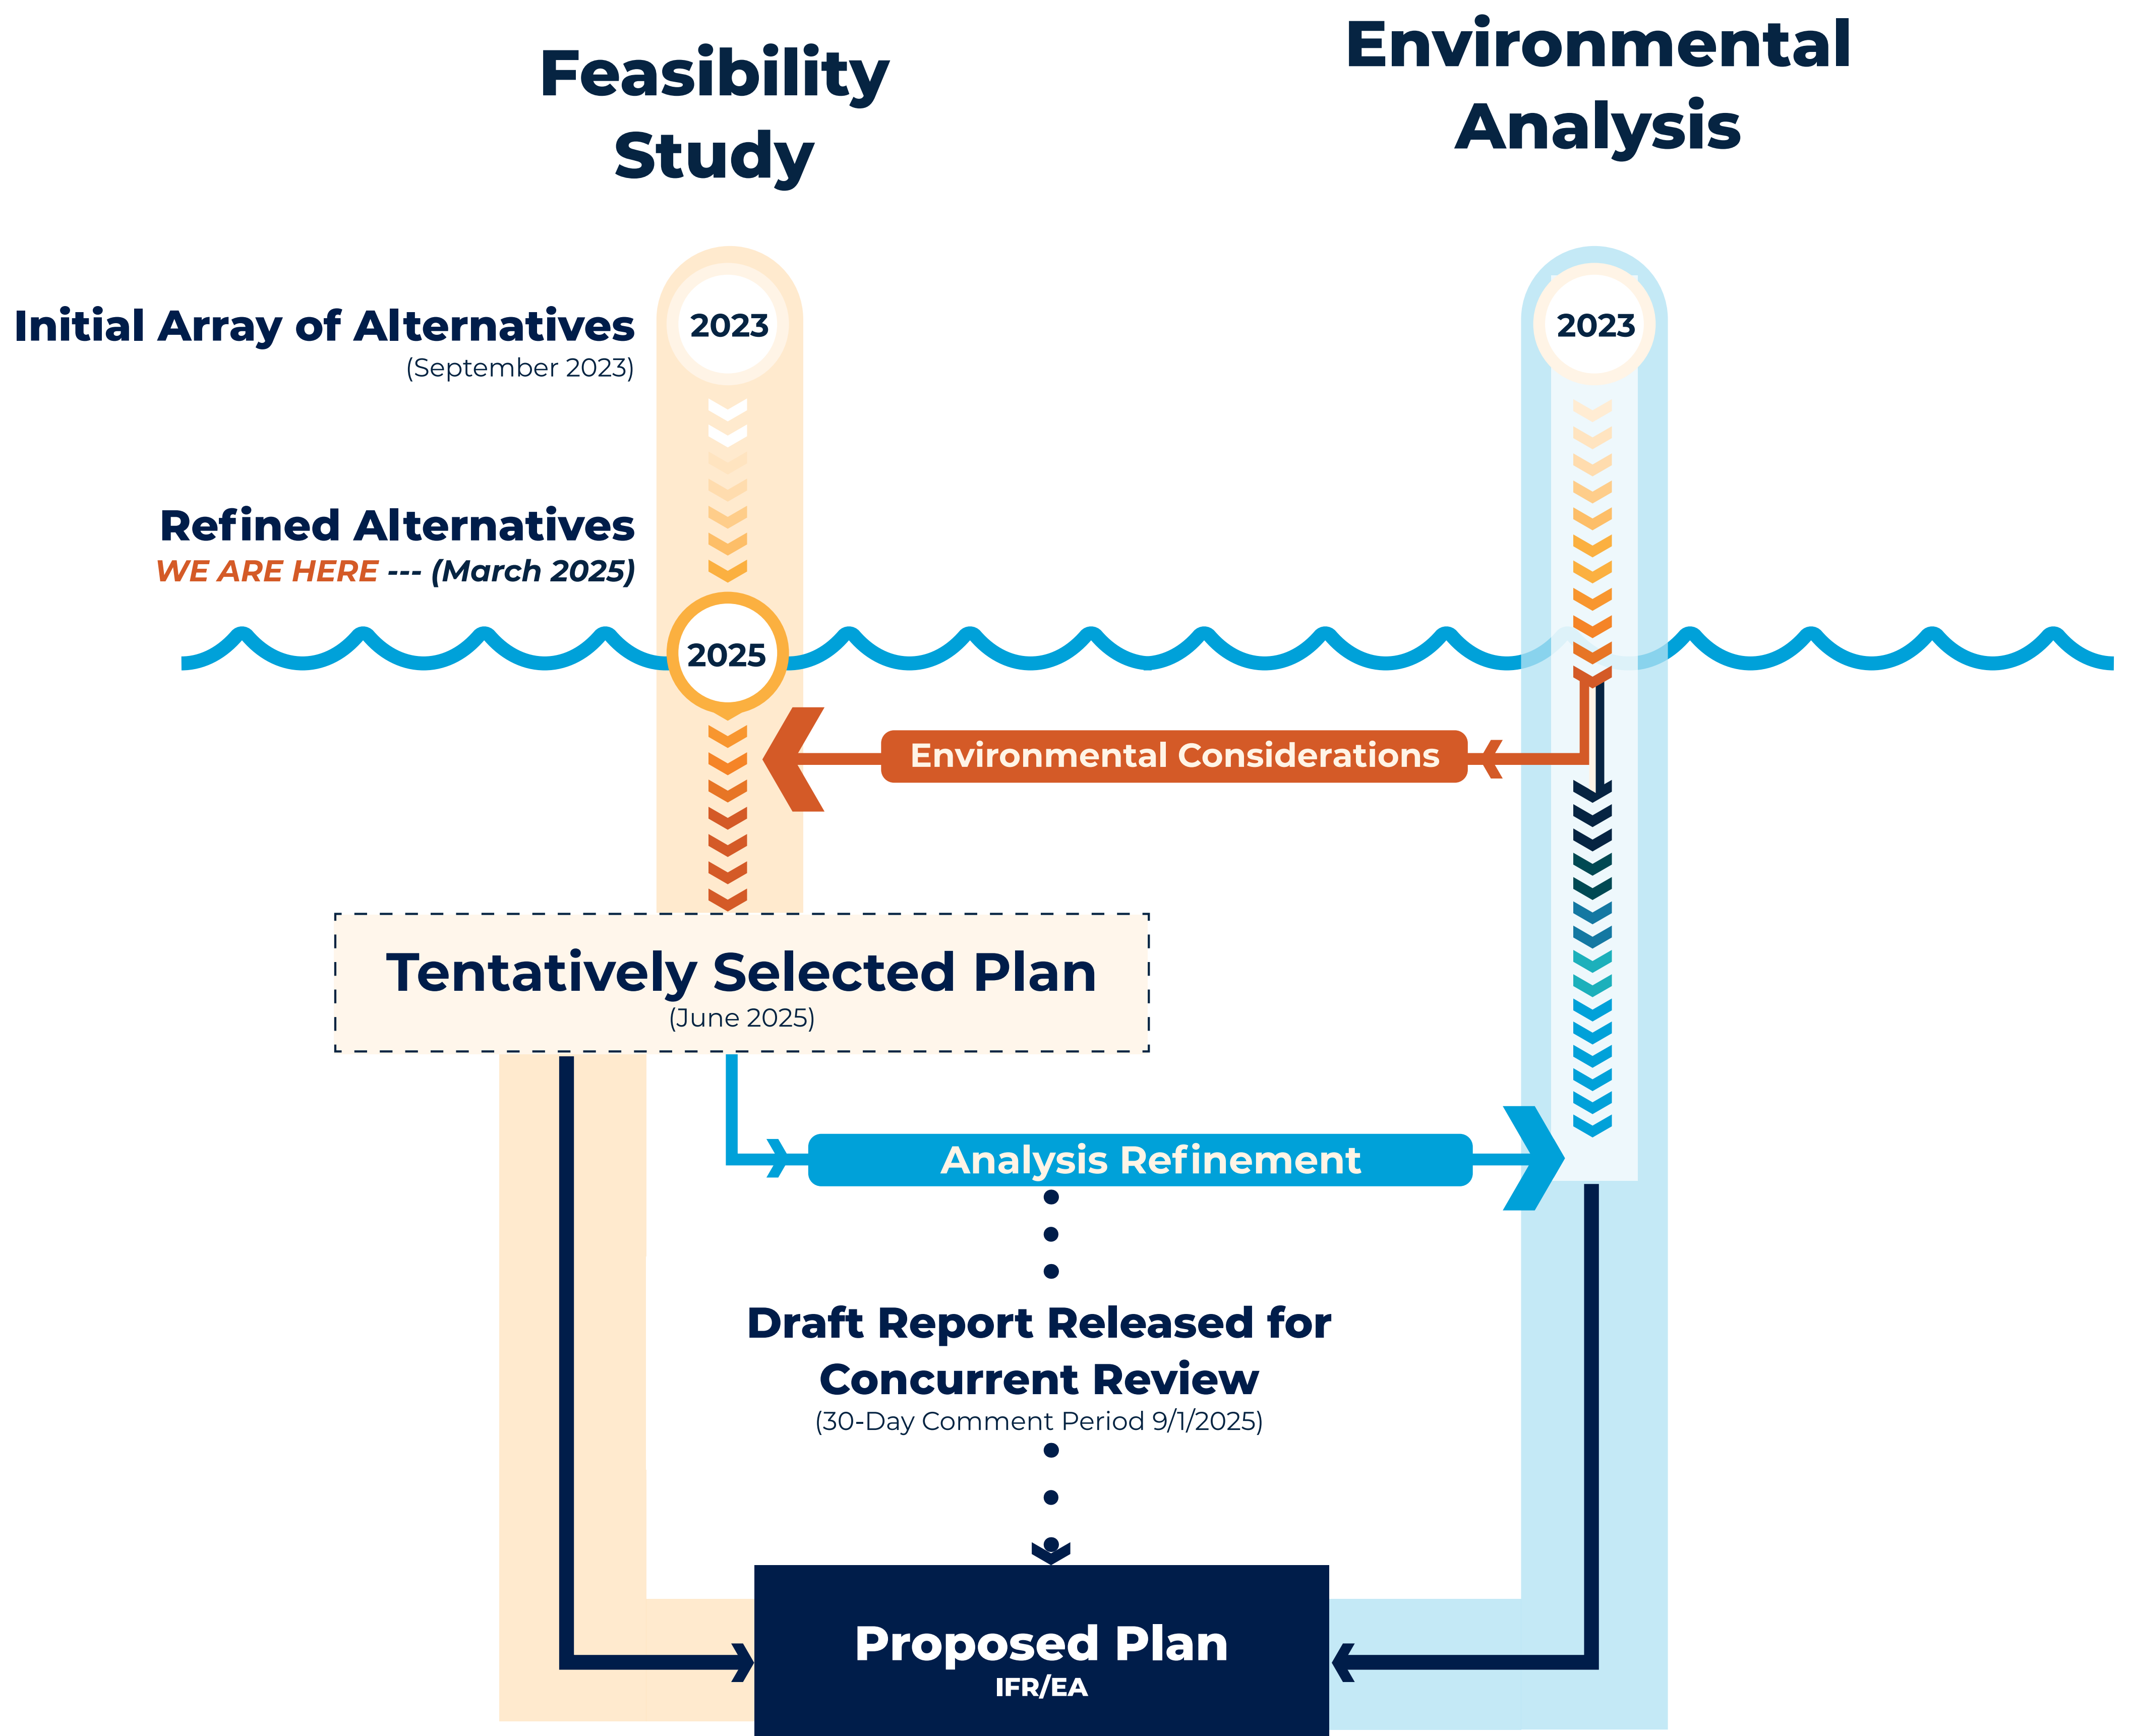 Feasibility
Study
Environmental
Analysis
Initial Array of Alternatives
(September 2023)
2023
2023
Refined Alternatives
WE ARE HERE --- (March 2025)
2025
Environmental Considerations
Tentatively Selected Plan
(June 2025)
Analysis Refinement
Draft Report Released for
Concurrent Review
(30-Day Comment Period 9/1/2025)
Proposed Plan
IFR/EA